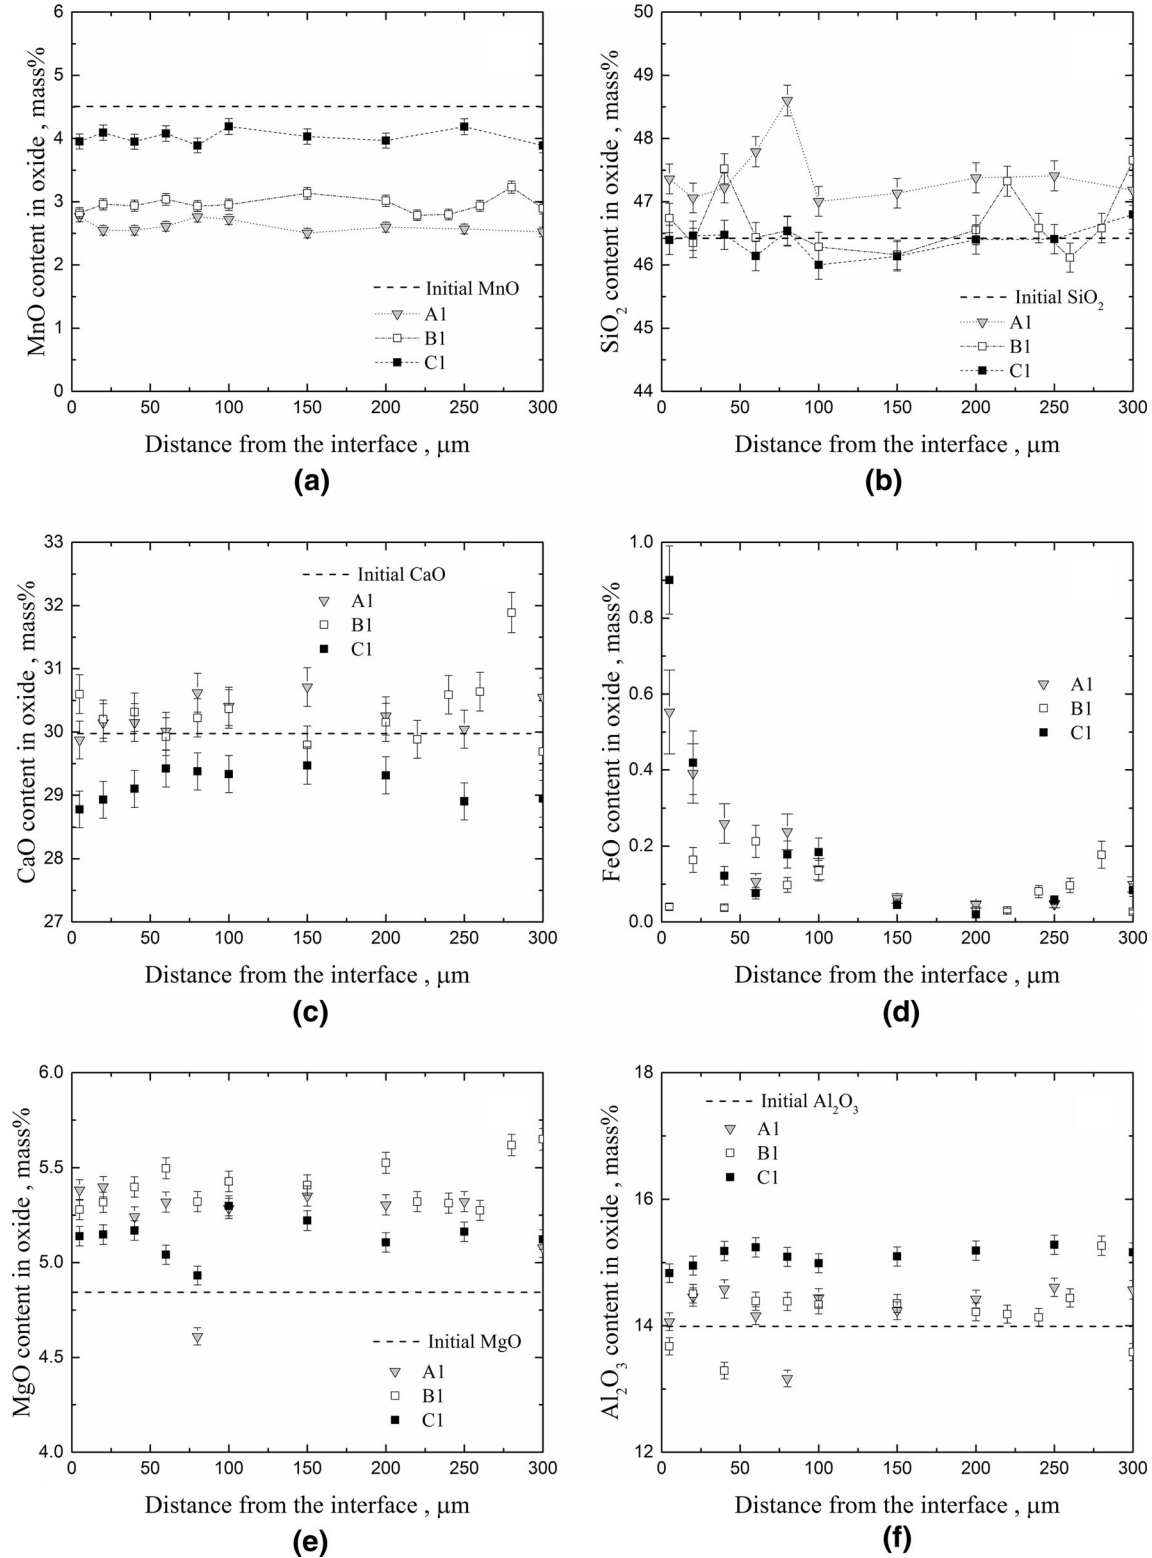 MnO content in oxide , mass%
6
5
4
3
2
1
0
0 50 100 150 200 250 300
Initial MnO
A1
B1
C1
Distance from the interface , μm
(a)
SiO₂ content in oxide , mass%
50
49
48
47
46
45
44
0 50 100 150 200 250 300
Initial SiO₂
A1
B1
C1
Distance from the interface , μm
(b)
CaO content in oxide , mass%
33
32
31
30
29
28
27
0 50 100 150 200 250 300
Initial CaO
A1
B1
C1
Distance from the interface , μm
(c)
FeO content in oxide , mass%
1.0
0.8
0.6
0.4
0.2
0.0
0 50 100 150 200 250 300
A1
B1
C1
Distance from the interface , μm
(d)
MgO content in oxide , mass%
6.0
5.5
5.0
4.5
4.0
0 50 100 150 200 250 300
Initial MgO
A1
B1
C1
Distance from the interface , μm
(e)
Al₂O₃ content in oxide , mass%
18
16
14
12
0 50 100 150 200 250 300
Initial Al₂O₃
A1
B1
C1
Distance from the interface , μm
(f)